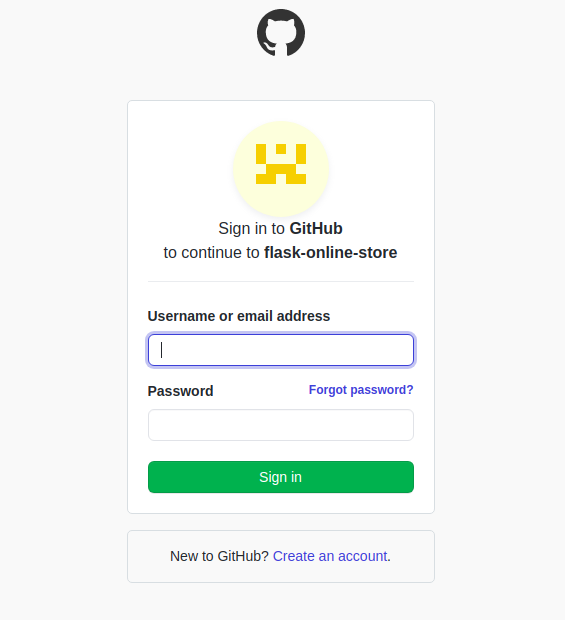 Sign in to GitHub
to continue to flask-online-store
Username or email address
Password Forgot password?
Sign in
New to GitHub? Create an account.